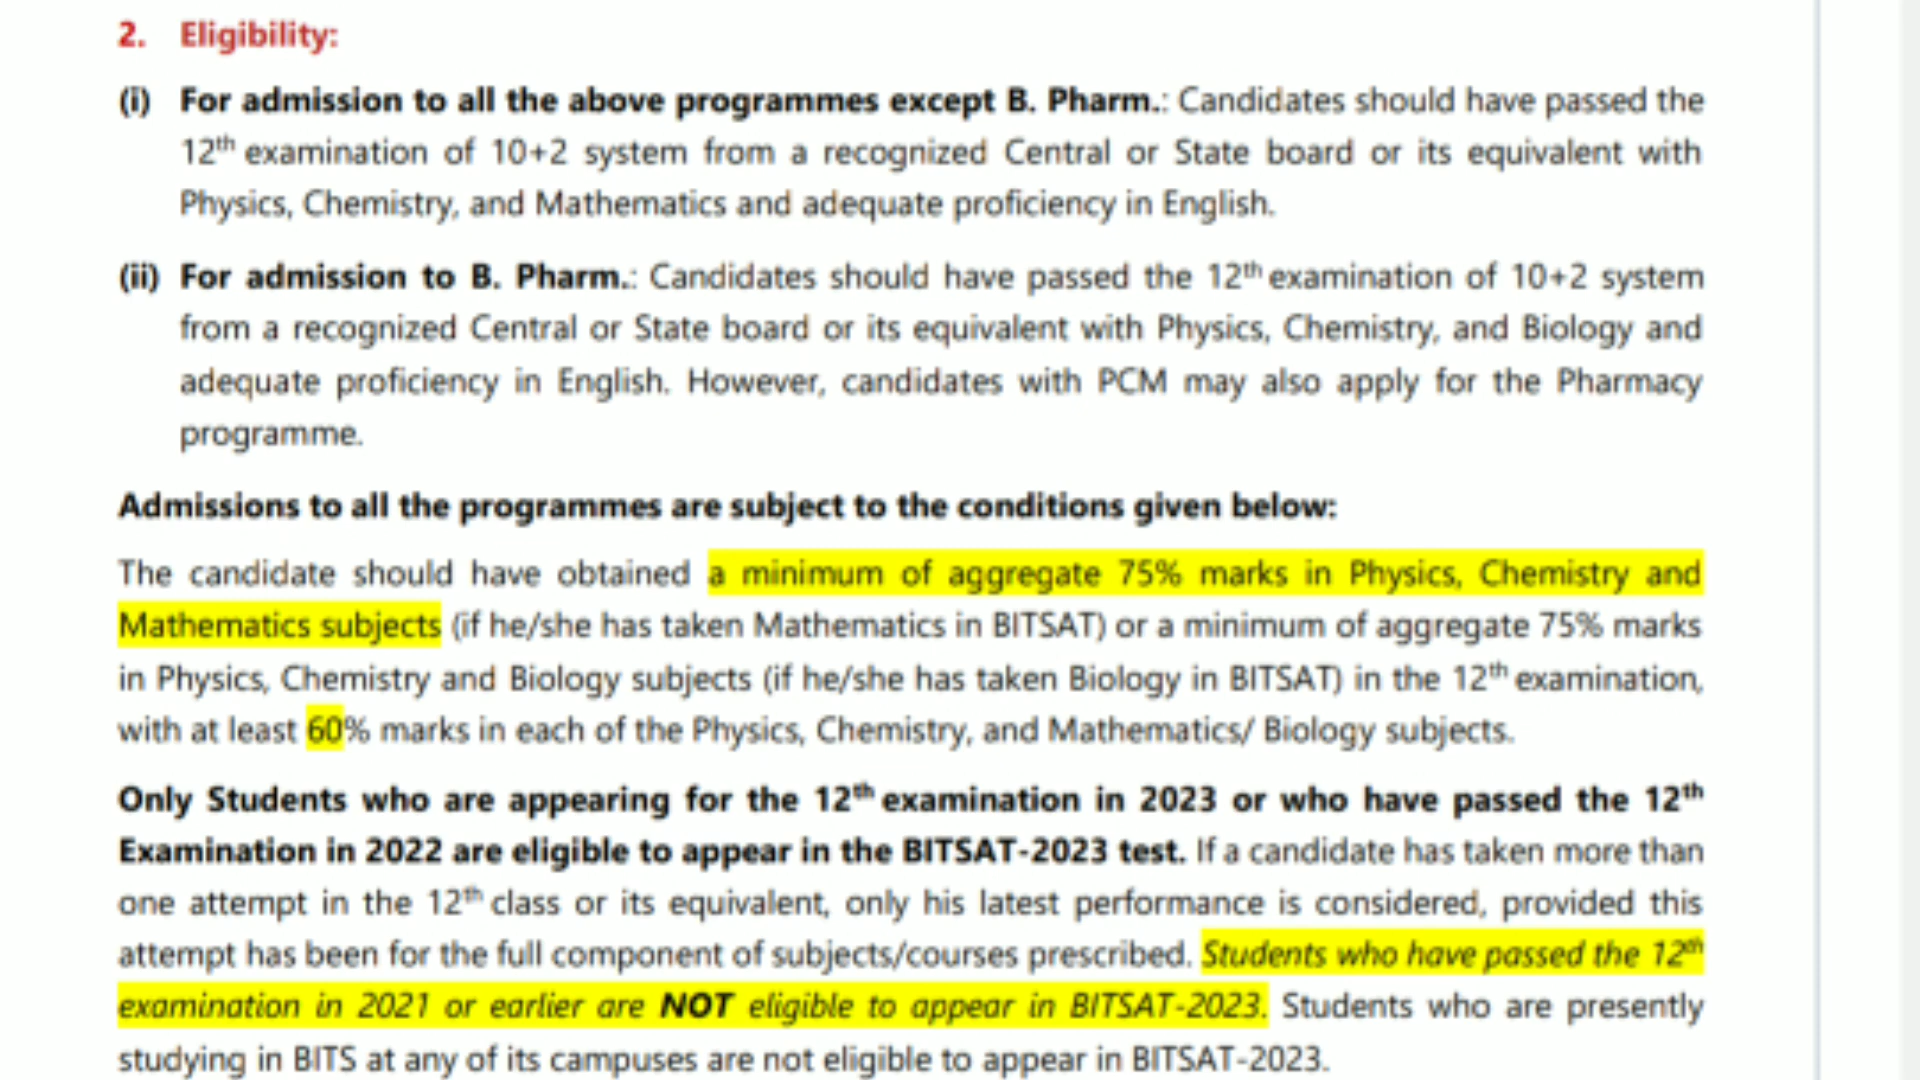 2. Eligibility:
(i) For admission to all the above programmes except B. Pharm.: Candidates should have passed the
12th examination of 10+2 system from a recognized Central or State board or its equivalent with
Physics, Chemistry, and Mathematics and adequate proficiency in English.
(ii) For admission to B. Pharm.: Candidates should have passed the 12th examination of 10+2 system
from a recognized Central or State board or its equivalent with Physics, Chemistry, and Biology and
adequate proficiency in English. However, candidates with PCM may also apply for the Pharmacy
programme.
Admissions to all the programmes are subject to the conditions given below:
The candidate should have obtained a minimum of aggregate 75% marks in Physics, Chemistry and
Mathematics subjects (if he/she has taken Mathematics in BITSAT) or a minimum of aggregate 75% marks
in Physics, Chemistry and Biology subjects (if he/she has taken Biology in BITSAT) in the 12th examination,
with at least 60% marks in each of the Physics, Chemistry, and Mathematics/ Biology subjects.
Only Students who are appearing for the 12th examination in 2023 or who have passed the 12th
Examination in 2022 are eligible to appear in the BITSAT-2023 test. If a candidate has taken more than
one attempt in the 12th class or its equivalent, only his latest performance is considered, provided this
attempt has been for the full component of subjects/courses prescribed. Students who have passed the 12th
examination in 2021 or earlier are NOT eligible to appear in BITSAT-2023. Students who are presently
studying in BITS at any of its campuses are not eligible to appear in BITSAT-2023.